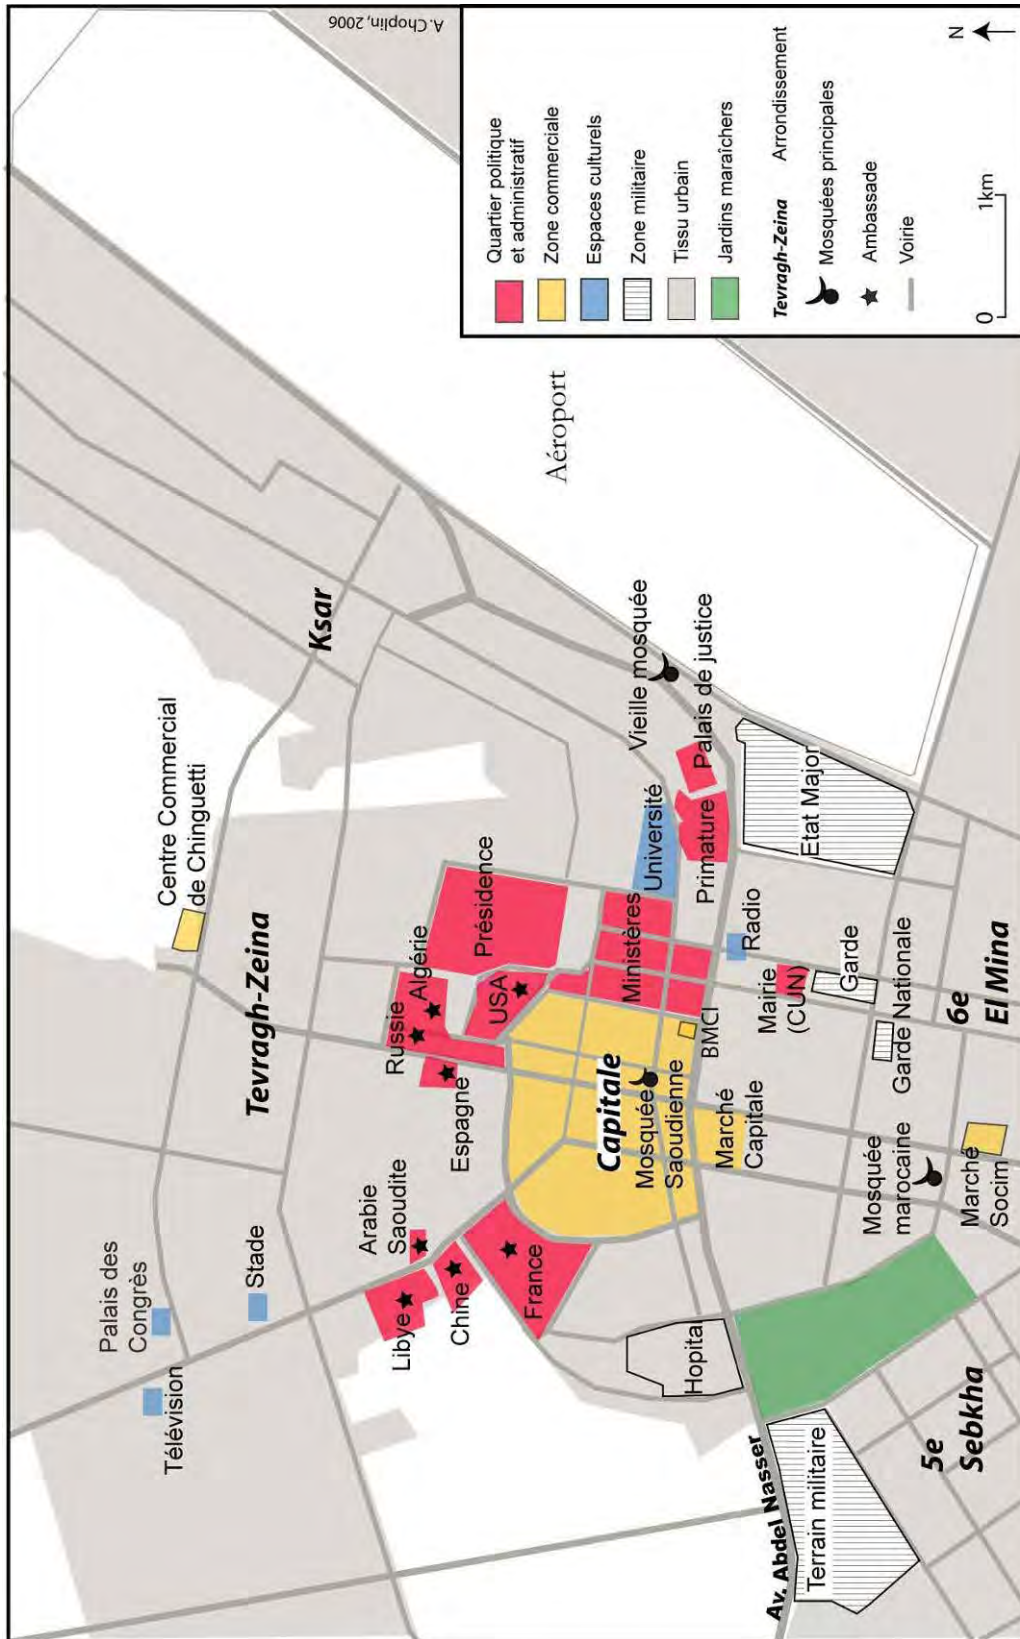 A. Choplin, 2006
Télévision
Palais des
Congrès
Stade
Tevragh-Zeina
Centre Commercial
de Chinguetti
Ksar
Libye
Chine
Arabie
Saoudite
France
Espagne
Russie
Algérie
USA
Présidence
Capitale
Mosquée
Saoudienne
Ministères
Université
Vieille mosquée
Aéroport
Hopital
Marché
Capitale
BMCI
Radio
Primature
Palais de justice
Av. Abdel Nasser
Terrain militaire
Mairie
(CUN)
Garde
Etat Major
Garde Nationale
Mosquée
marocaine
Marché
Socim
5e
Sebkha
6e
El Mina
Quartier politique
et administratif
Zone commerciale
Espaces culturels
Zone militaire
Tissu urbain
Jardins maraîchers
Tevragh-Zeina Arrondissement
Mosquées principales
Ambassade
Voirie
0 1km
N